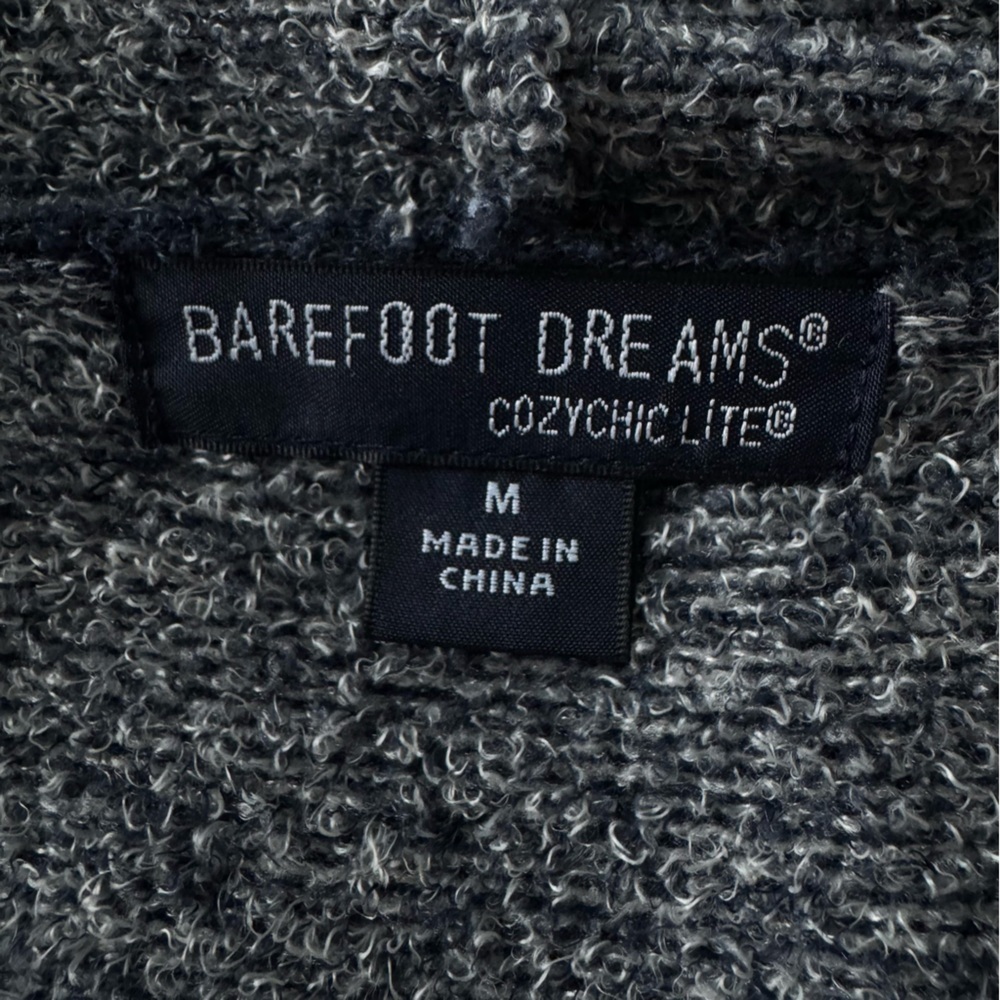 BAREFOOT DREAMS®
COZYCHIC LITE®
M
MADE IN
CHINA